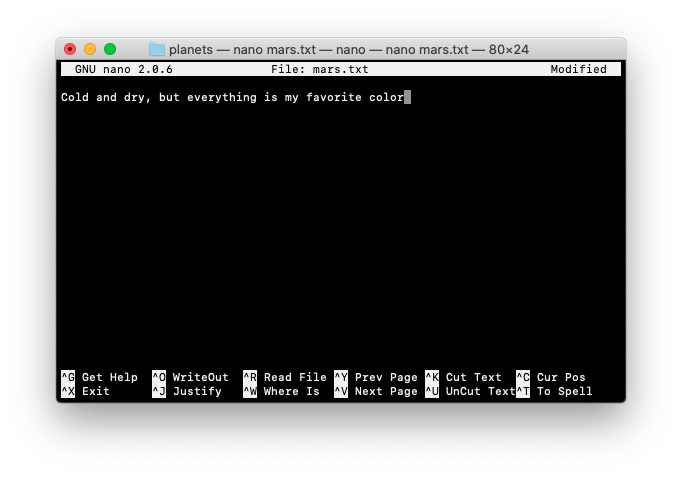 planets — nano mars.txt — nano — nano mars.txt — 80×24
GNU nano 2.0.6 File: mars.txt Modified
Cold and dry, but everything is my favorite color
^G Get Help ^O WriteOut ^R Read File ^Y Prev Page ^K Cut Text ^C Cur Pos
^X Exit ^J Justify ^W Where Is ^V Next Page ^U UnCut Text ^T To Spell